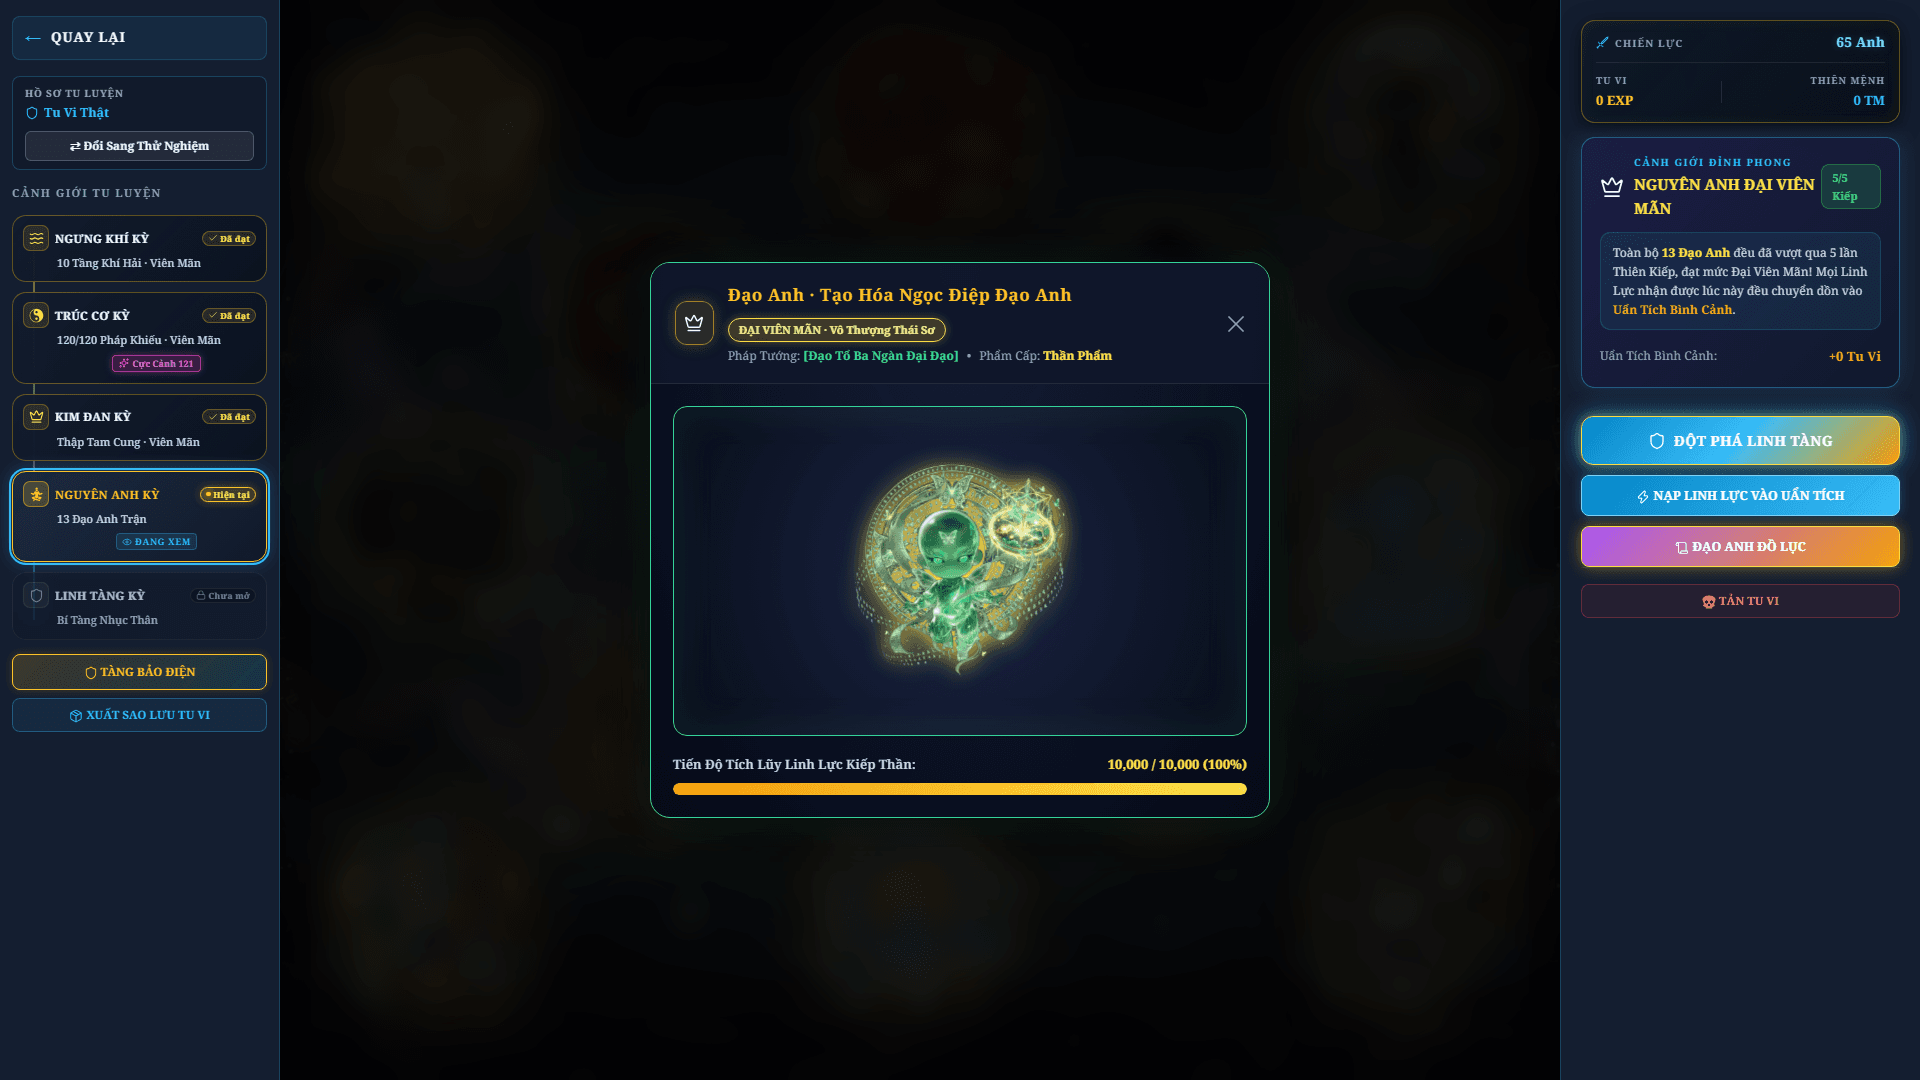 ← QUAY LẠI
HỒ SƠ TU LUYỆN
Tu Vi Thật
⇄ Đổi Sang Thử Nghiệm
CẢNH GIỚI TU LUYỆN
NGƯNG KHÍ KỲ
Đã đạt
10 Tầng Khí Hải · Viên Mãn
TRÚC CƠ KỲ
Đã đạt
120/120 Pháp Khiếu · Viên Mãn
Cực Cảnh 121
KIM ĐAN KỲ
Đã đạt
Thập Tam Cung · Viên Mãn
NGUYÊN ANH KỲ
Hiện tại
13 Đạo Anh Trận
ĐANG XEM
LINH TÀNG KỲ
Chưa mở
Bí Tàng Nhục Thân
TÀNG BẢO ĐIỆN
XUẤT SAO LƯU TU VI
Đạo Anh · Tạo Hóa Ngọc Điệp Đạo Anh
ĐẠI VIÊN MÃN · Vô Thượng Thái Sơ
Pháp Tướng: [Đạo Tổ Ba Ngàn Đại Đạo] • Phẩm Cấp: Thần Phẩm
Tiến Độ Tích Lũy Linh Lực Kiếp Thần:
10,000 / 10,000 (100%)
CHIẾN LỰC
65 Anh
TU VI
THIÊN MỆNH
0 EXP
0 TM
CẢNH GIỚI ĐỈNH PHONG
NGUYÊN ANH ĐẠI VIÊN
MÃN
5/5
Kiếp
Toàn bộ 13 Đạo Anh đều đã vượt qua 5 lần
Thiên Kiếp, đạt mức Đại Viên Mãn! Mọi Linh
Lực nhận được lúc này đều chuyển dồn vào
Uẩn Tích Bình Cảnh.
Uẩn Tích Bình Cảnh:
+0 Tu Vi
ĐỘT PHÁ LINH TÀNG
NẠP LINH LỰC VÀO UẨN TÍCH
ĐẠO ANH ĐỒ LỤC
TÁN TU VI